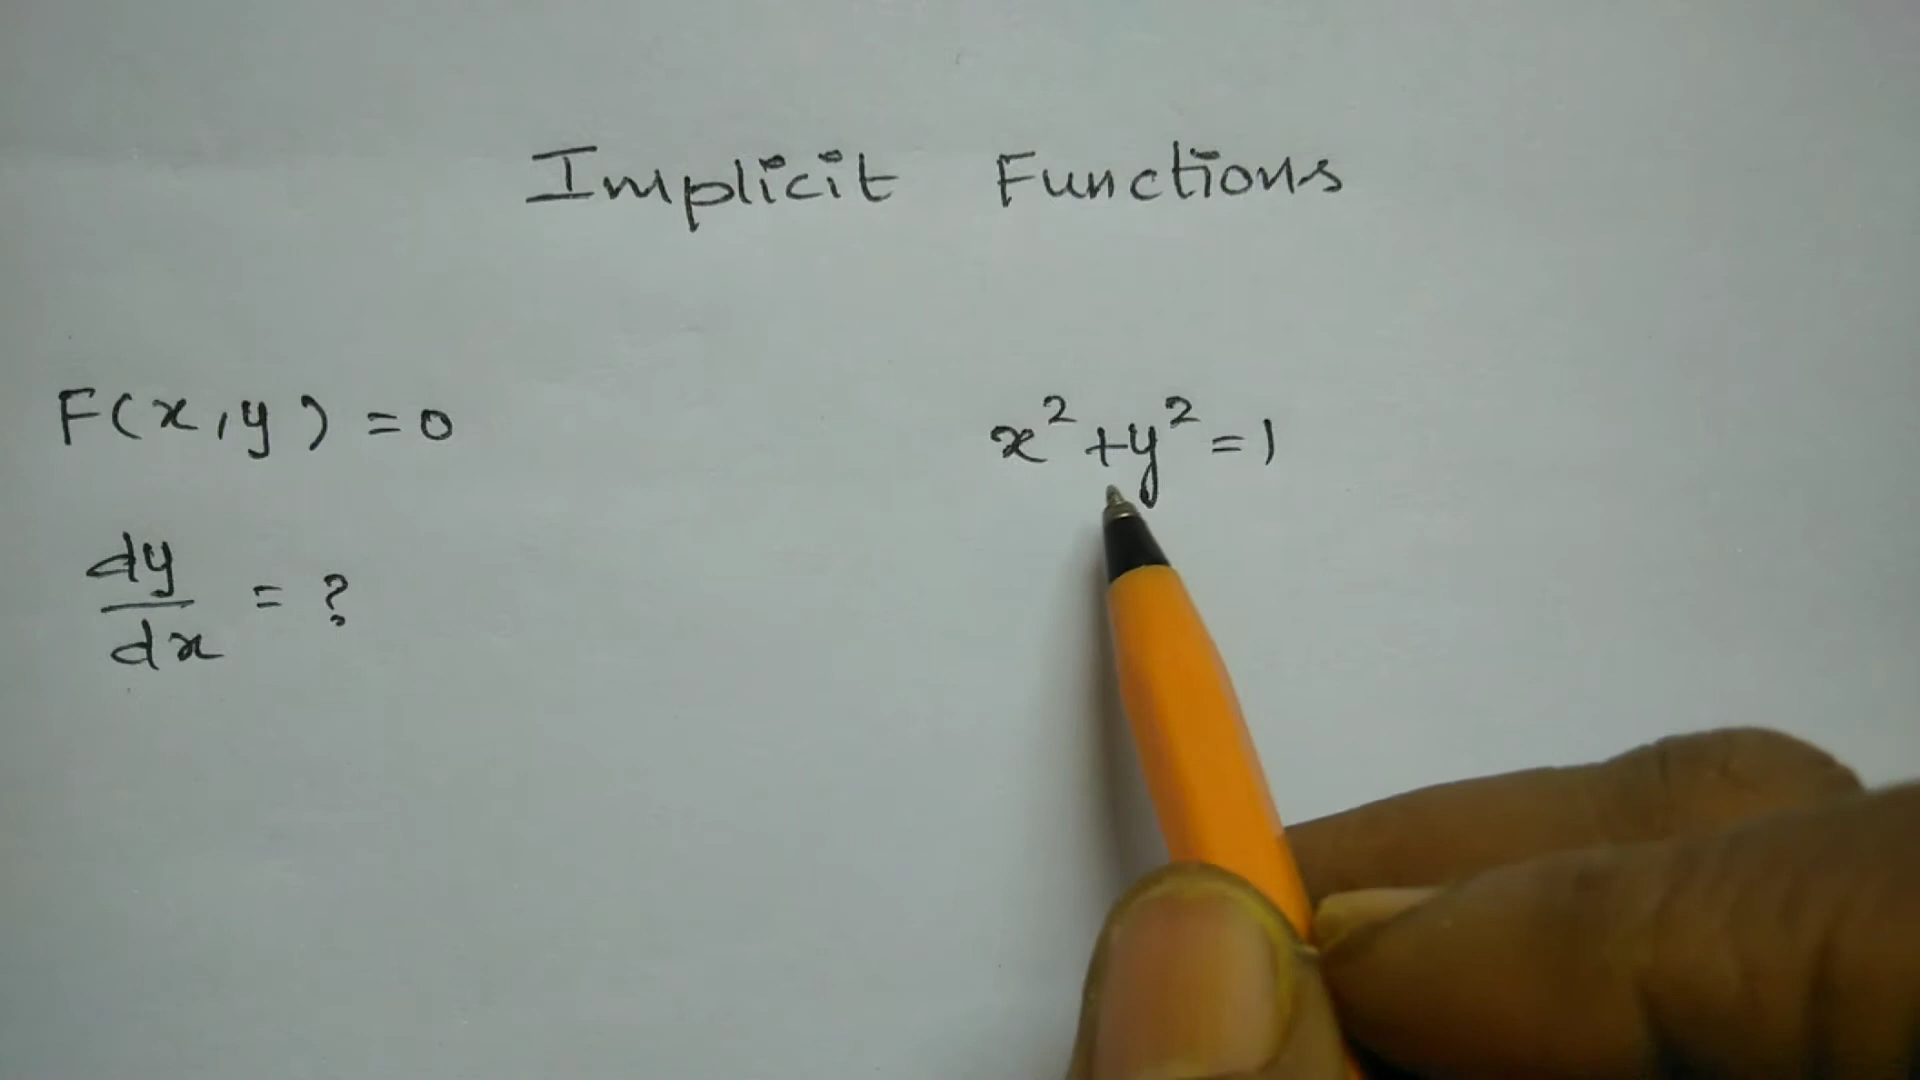 Implicit Functions
F(x,y) = 0
x² + y² = 1
dy
dx = ?